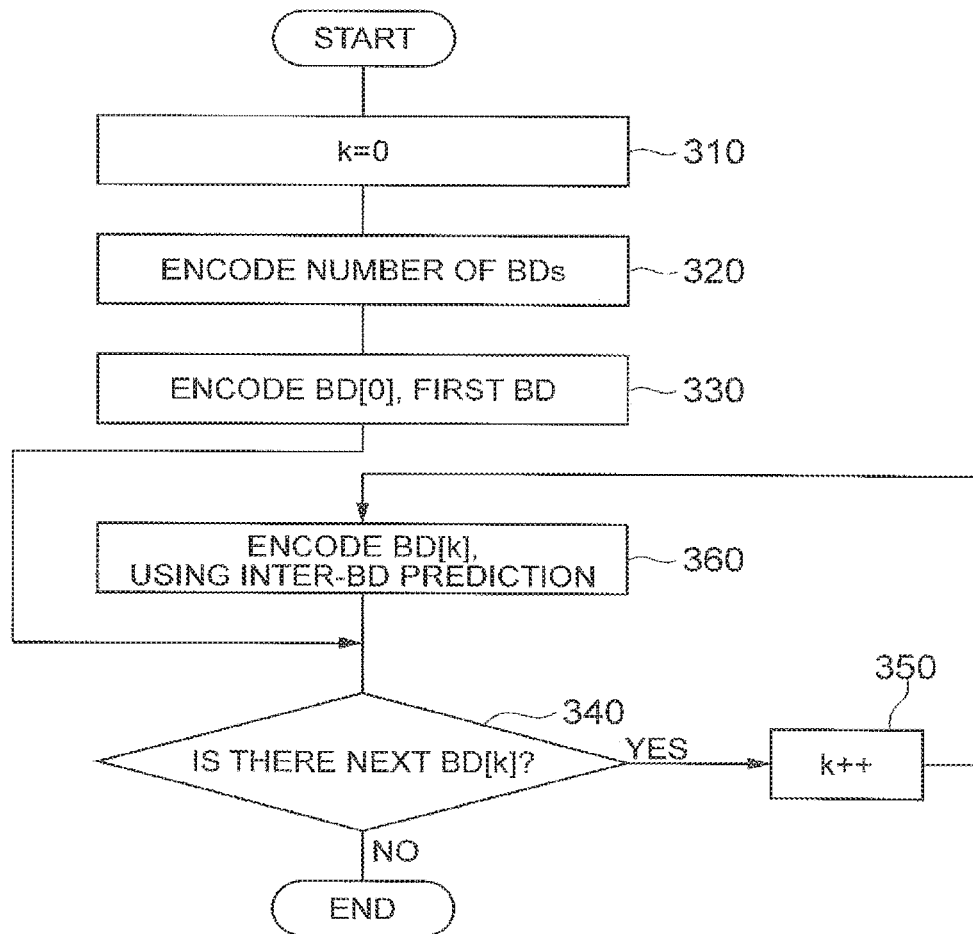 START
k=0
310
ENCODE NUMBER OF BDs
320
ENCODE BD[0], FIRST BD
330
ENCODE BD[k],
USING INTER-BD PREDICTION
360
350
340
IS THERE NEXT BD[k]?
YES
k++
NO
END